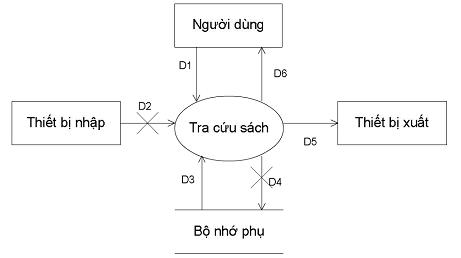 Người dùng
D1
D6
D2
Thiết bị nhập
Tra cứu sách
Thiết bị xuất
D5
D3
D4
Bộ nhớ phụ